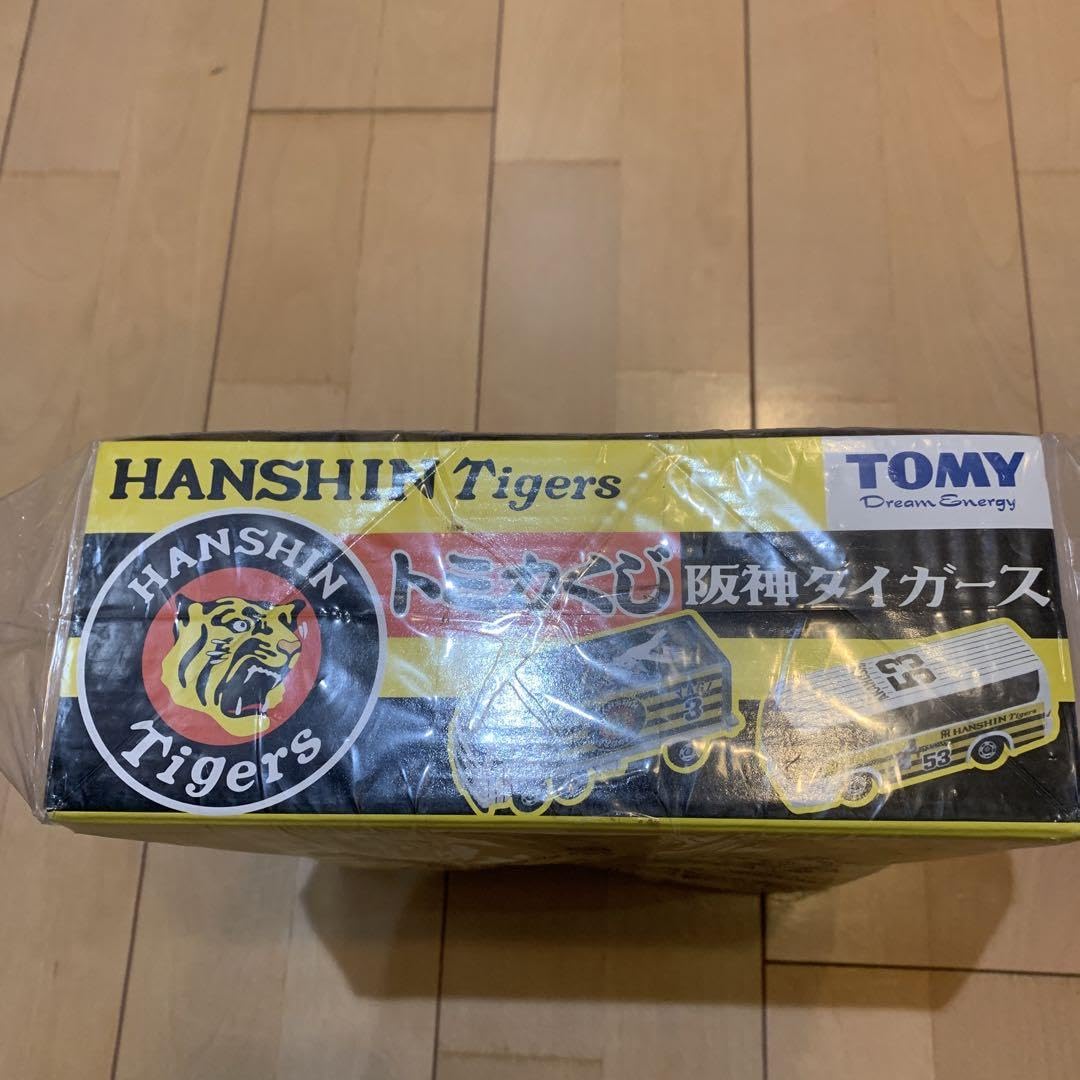 HANSHIN Tigers
TOMY
Dream Energy
HANSHIN
Tigers
トミカくじ 阪神タイガース
3
53
HANSHIN Tigers
53